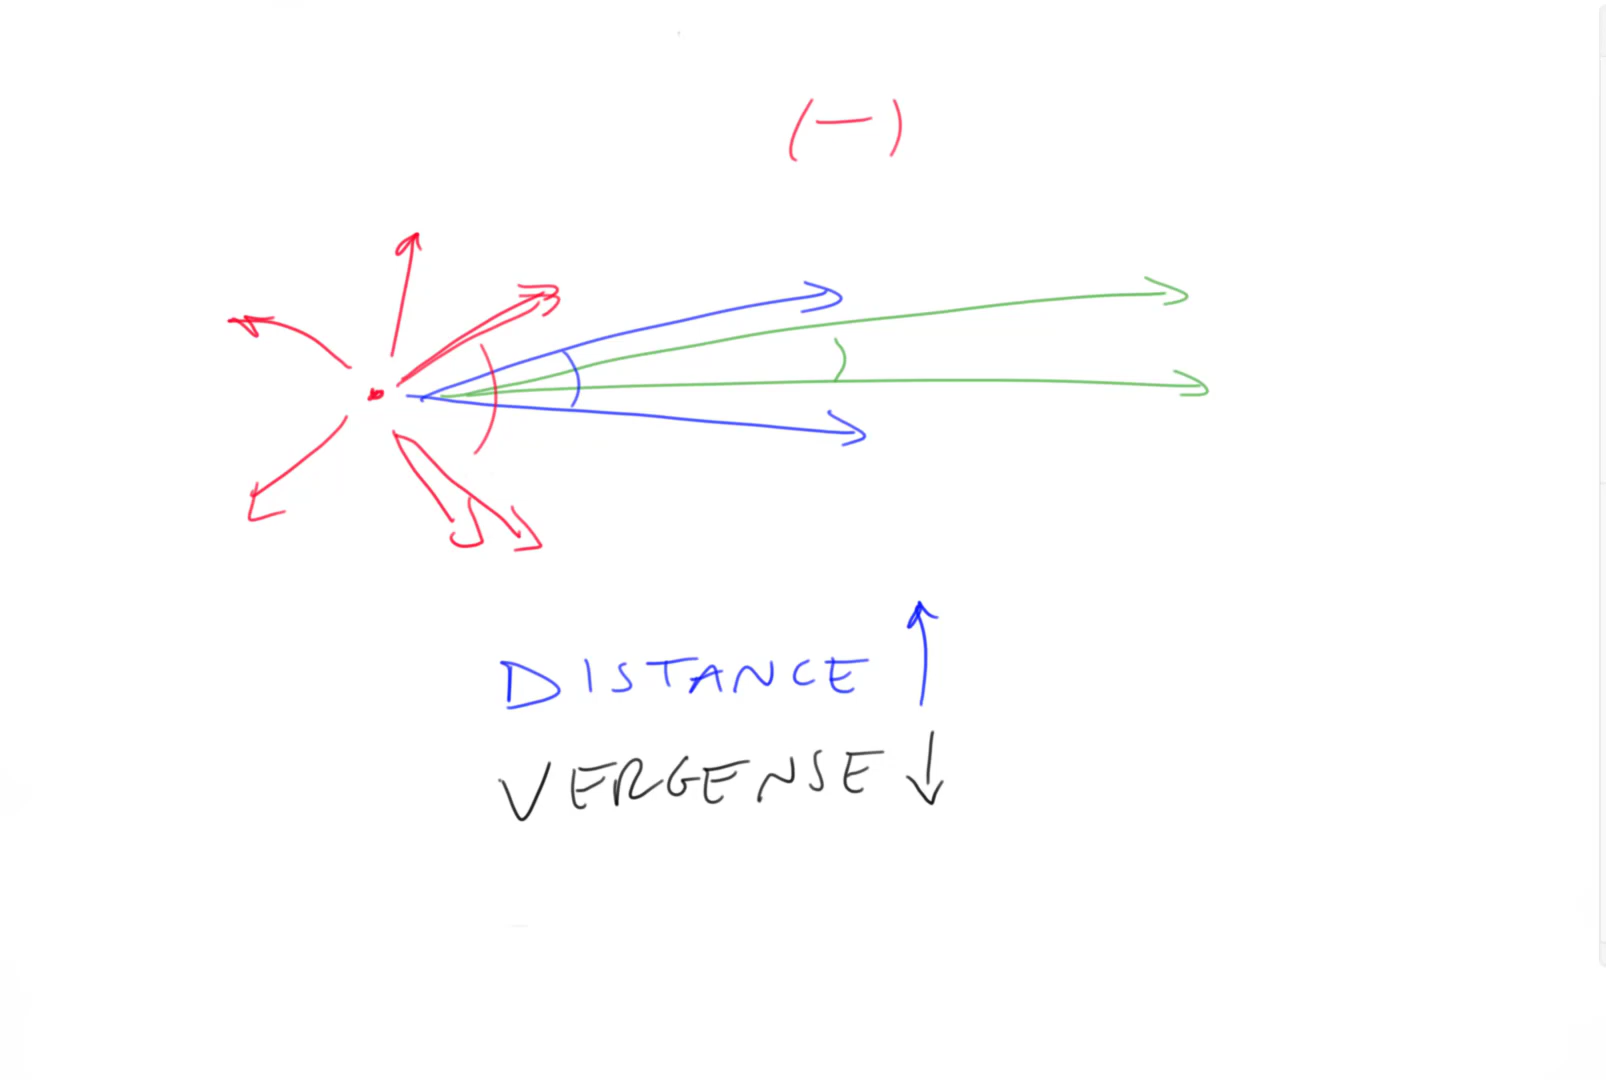 (—)
DISTANCE ↑
VERGENSE ↓